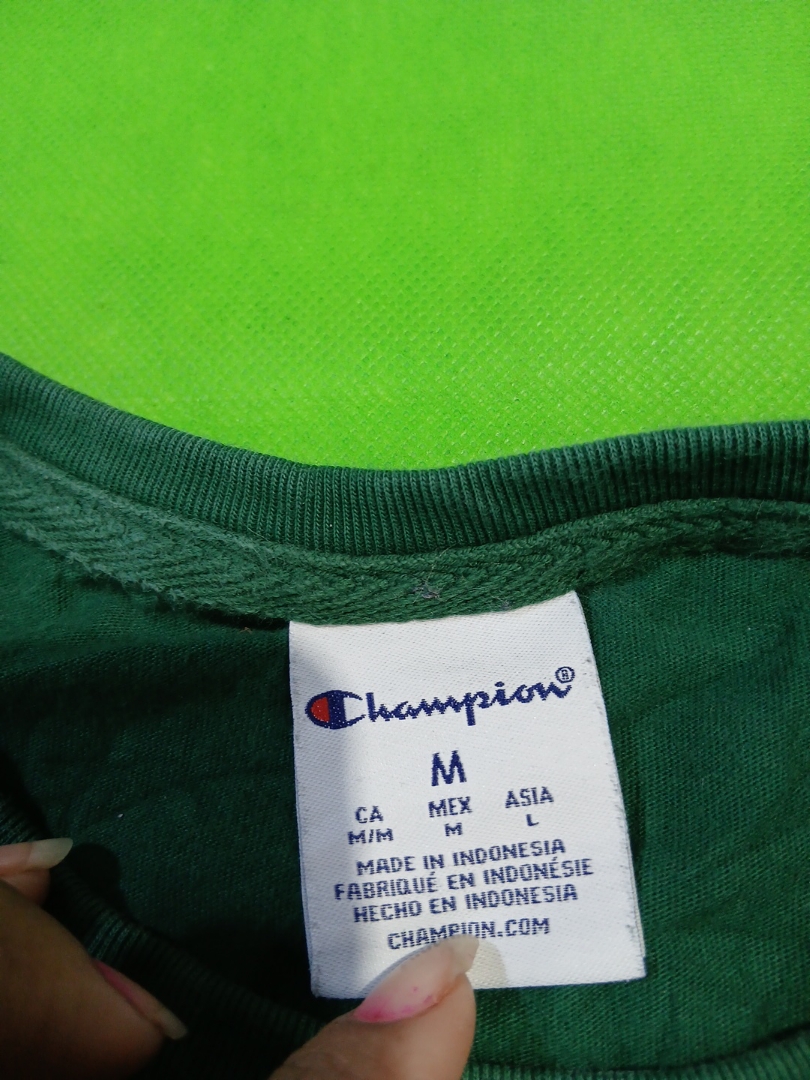 Champion®
M
CA MEX ASIA
M/M M L
MADE IN INDONESIA
FABRIQUÉ EN INDONÉSIE
HECHO EN INDONESIA
CHAMPION.COM